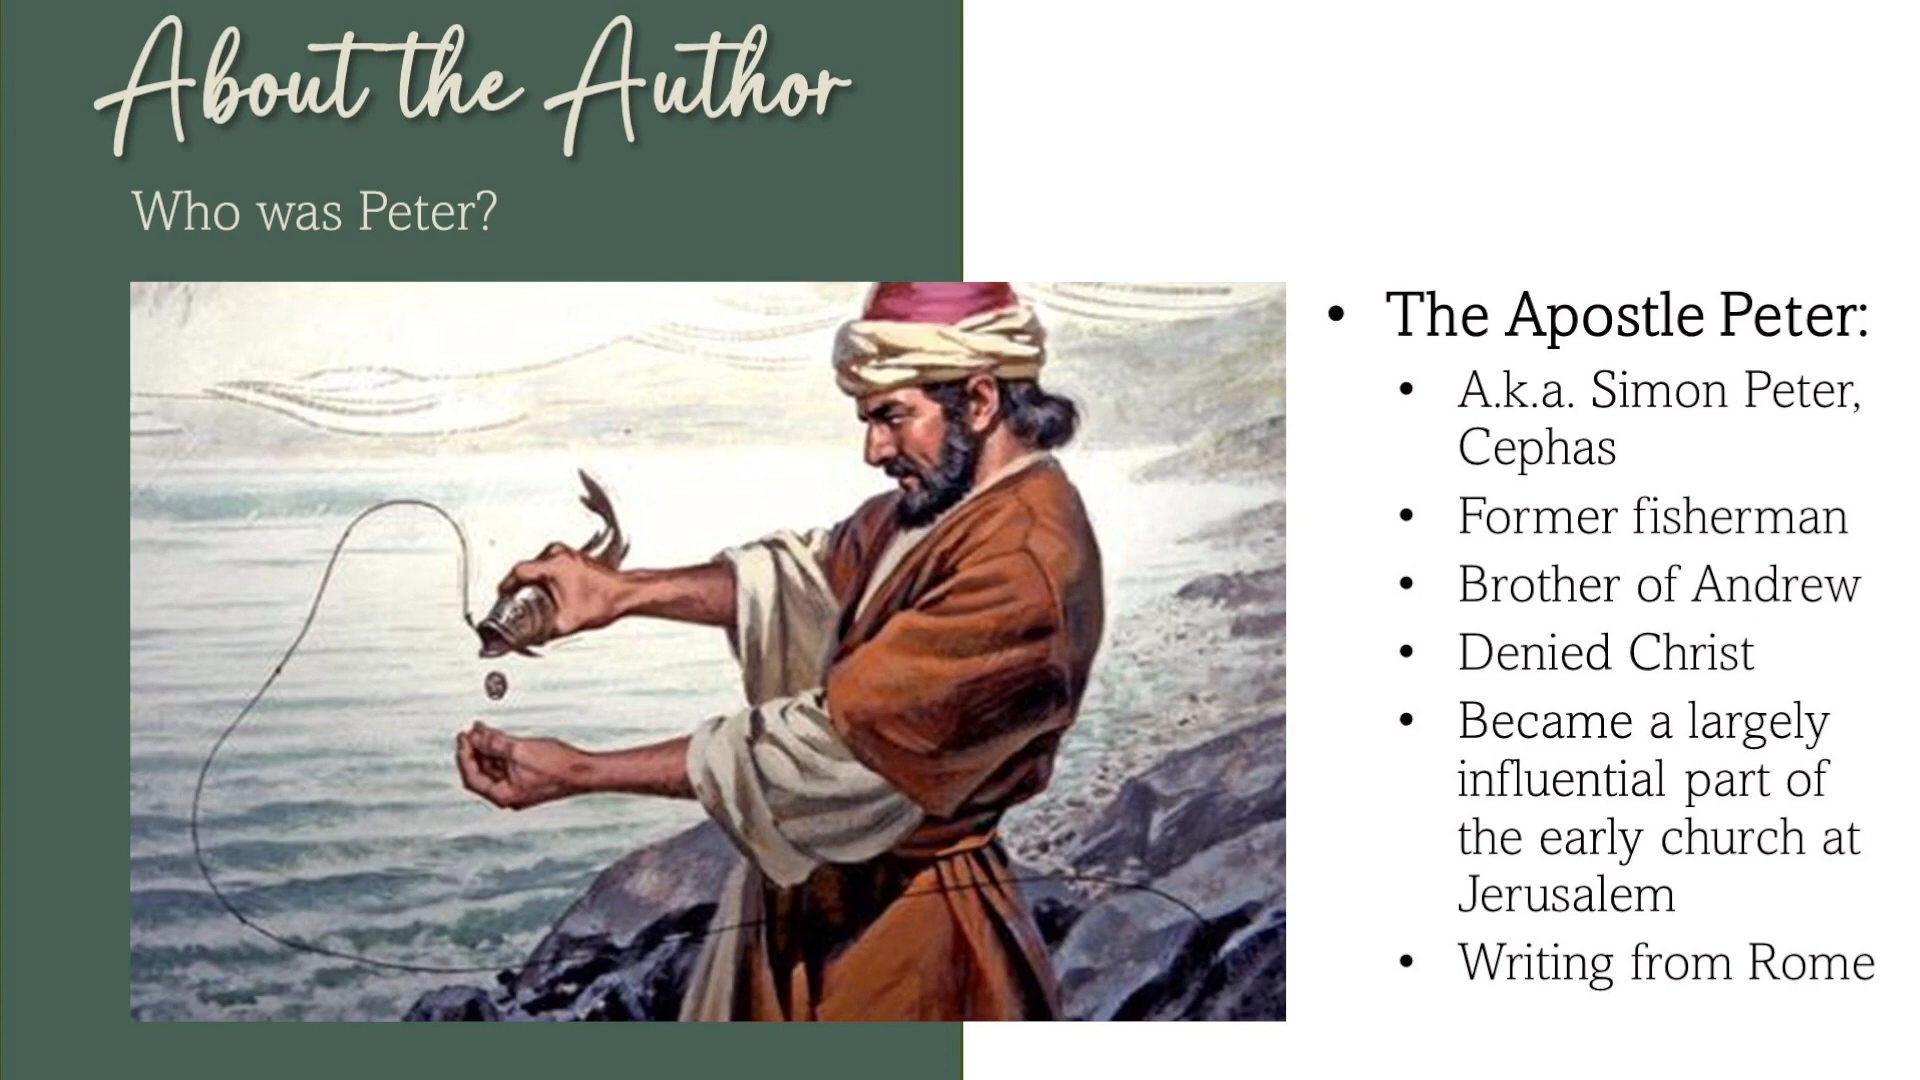 About the Author
Who was Peter?
• The Apostle Peter:
• A.k.a. Simon Peter,
Cephas
• Former fisherman
• Brother of Andrew
• Denied Christ
• Became a largely
influential part of
the early church at
Jerusalem
• Writing from Rome